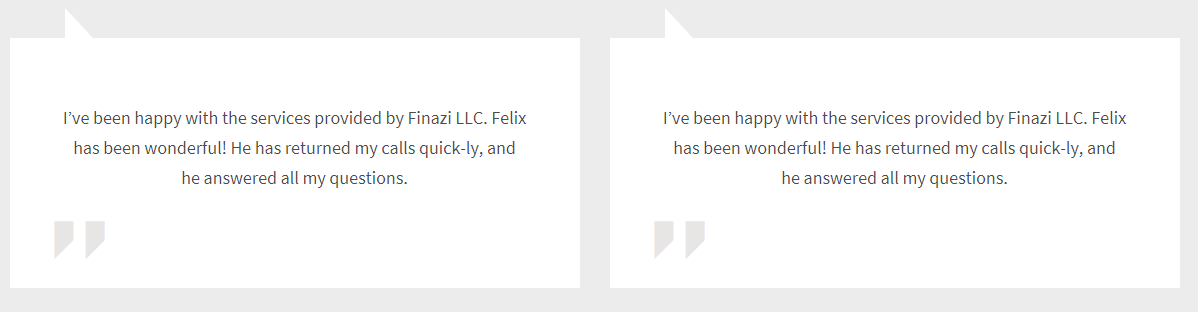 I’ve been happy with the services provided by Finazi LLC. Felix
has been wonderful! He has returned my calls quick-ly, and
he answered all my questions.
I’ve been happy with the services provided by Finazi LLC. Felix
has been wonderful! He has returned my calls quick-ly, and
he answered all my questions.